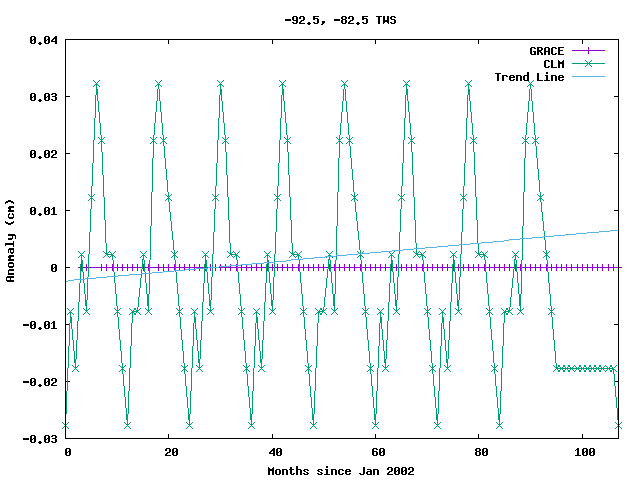 -92.5, -82.5 TWS
0.04
GRACE
CLM
Trend Line
0.03
0.02
0.01
0
-0.01
-0.02
-0.03
Anomaly (cm)
0 20 40 60 80 100
Months since Jan 2002